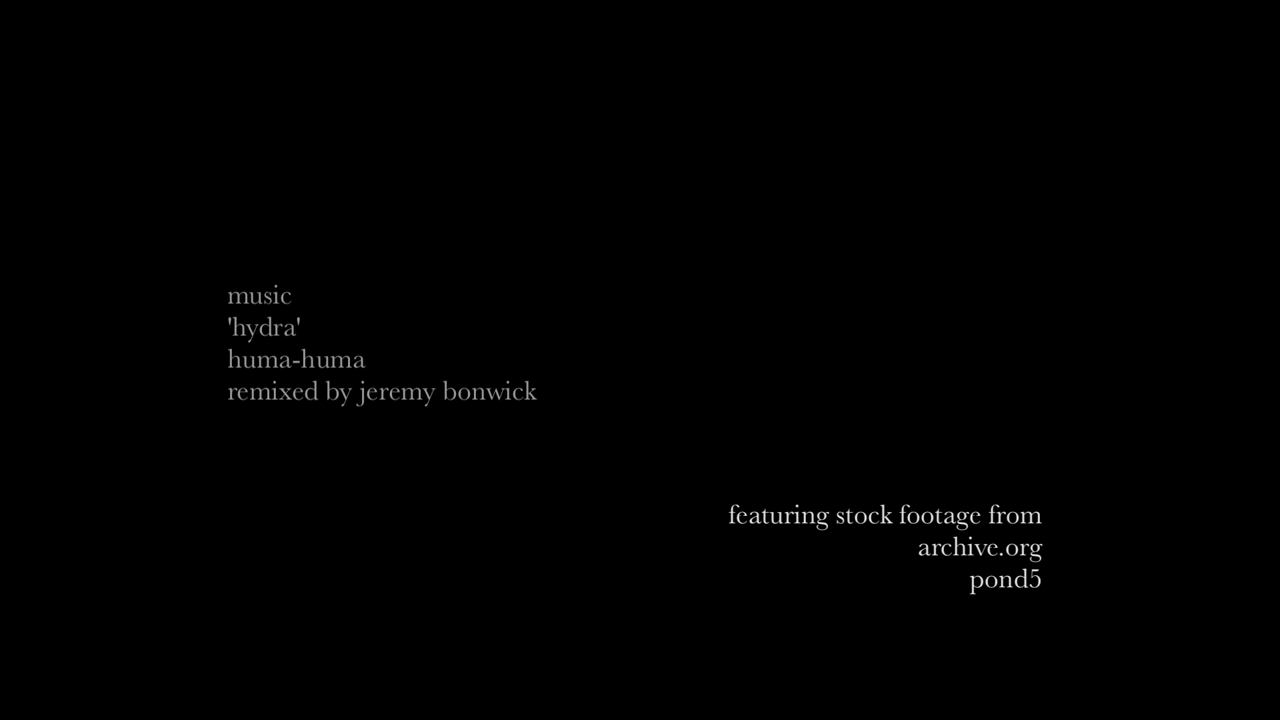 music
'hydra'
huma-huma
remixed by jeremy bonwick
featuring stock footage from
archive.org
pond5